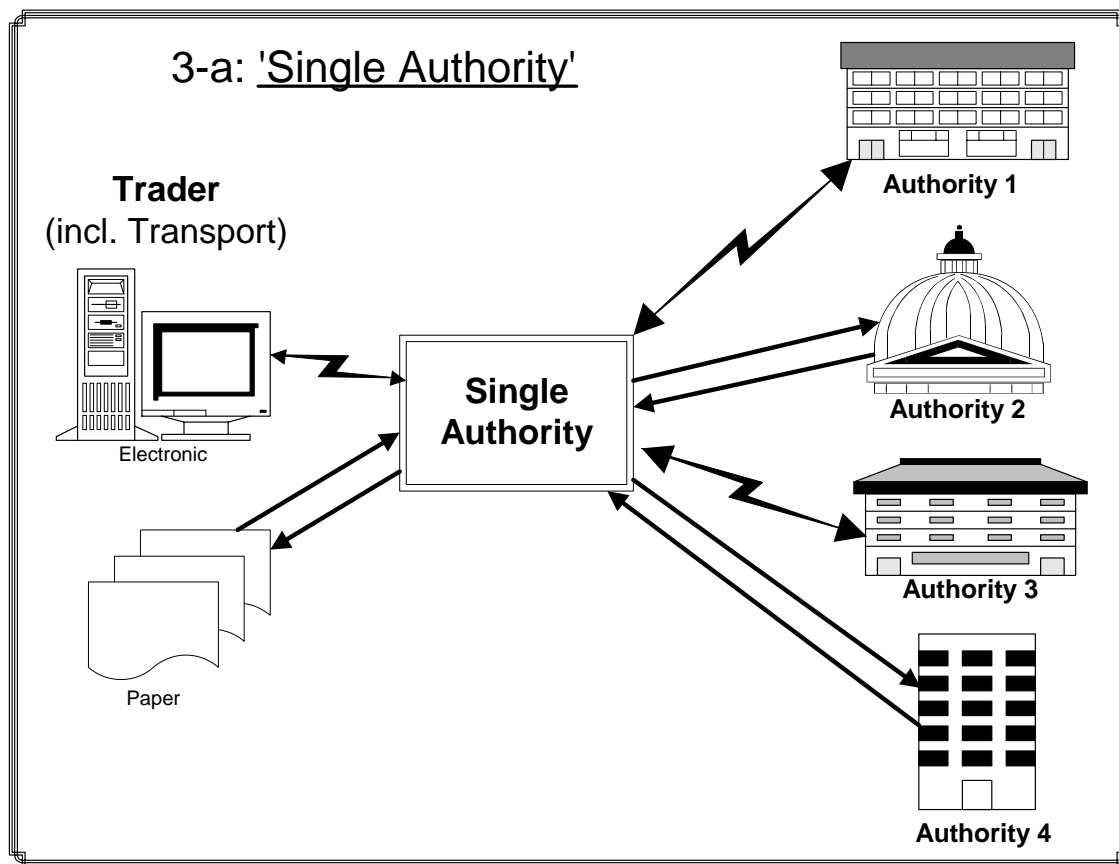 3-a: 'Single Authority'
Trader
(incl. Transport)
Electronic
Paper
Single
Authority
Authority 1
Authority 2
Authority 3
Authority 4